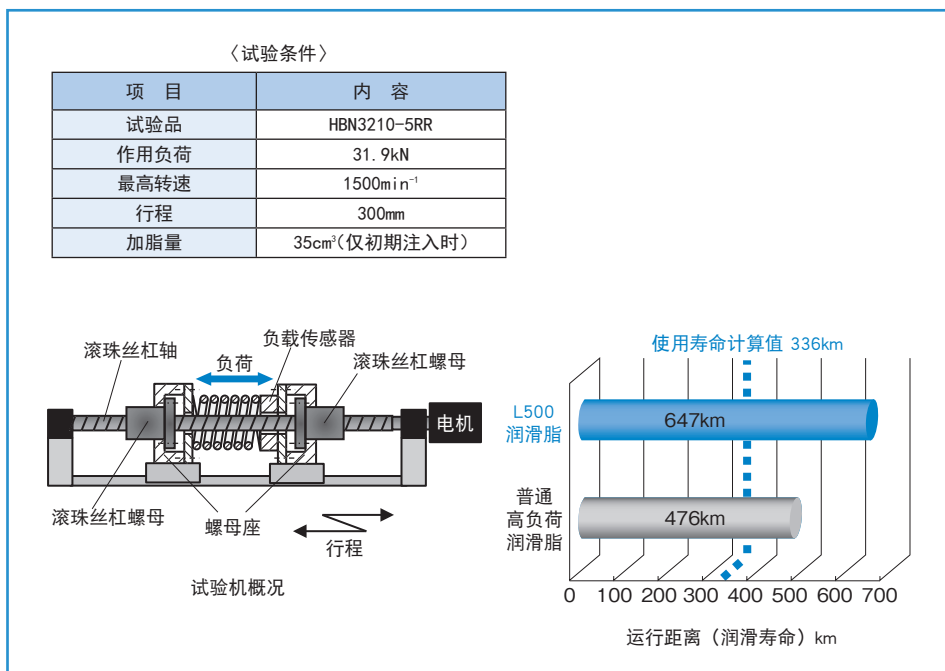 〈试验条件〉
项 目 内 容
试验品 HBN3210-5RR
作用负荷 31.9kN
最高转速 1500min⁻¹
行程 300mm
加脂量 35cm³(仅初期注入时)
滚珠丝杠轴
负荷
负载传感器
滚珠丝杠螺母
电机
滚珠丝杠螺母
螺母座
行程
试验机概况
使用寿命计算值 336km
L500
润滑脂
647km
普通
高负荷
润滑脂
476km
0 100 200 300 400 500 600 700
运行距离（润滑寿命）km